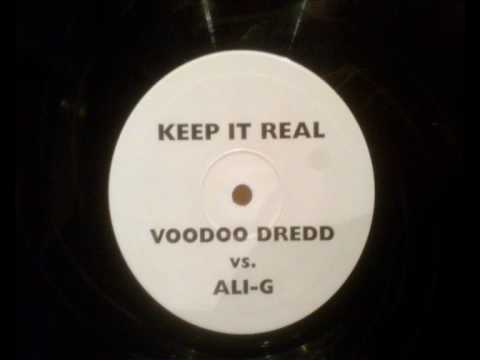 KEEP IT REAL
VOODOO DREDD
vs.
ALI-G